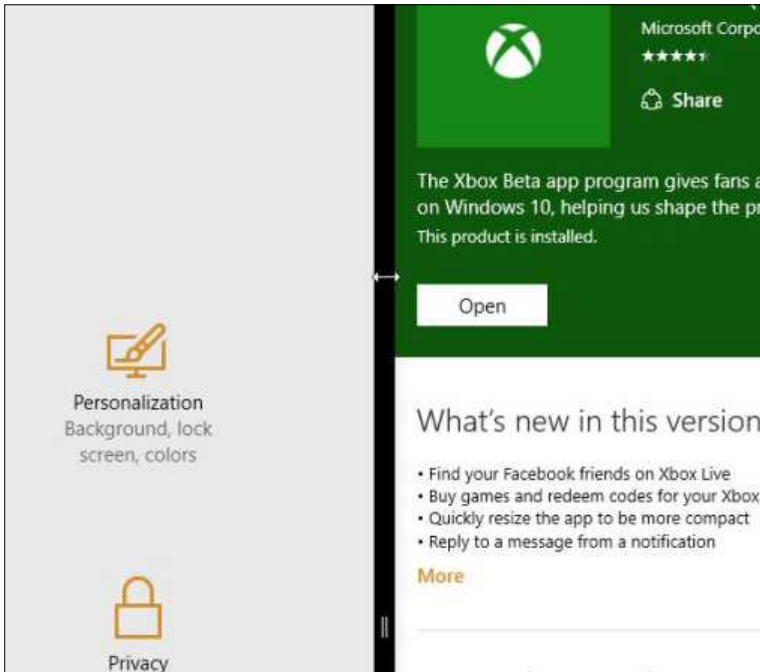 Personalization
Background, lock
screen, colors
Privacy
Microsoft Corpo
Share
The Xbox Beta app program gives fans a
on Windows 10, helping us shape the pr
This product is installed.
Open
What's new in this version
• Find your Facebook friends on Xbox Live
• Buy games and redeem codes for your Xbox
• Quickly resize the app to be more compact
• Reply to a message from a notification
More